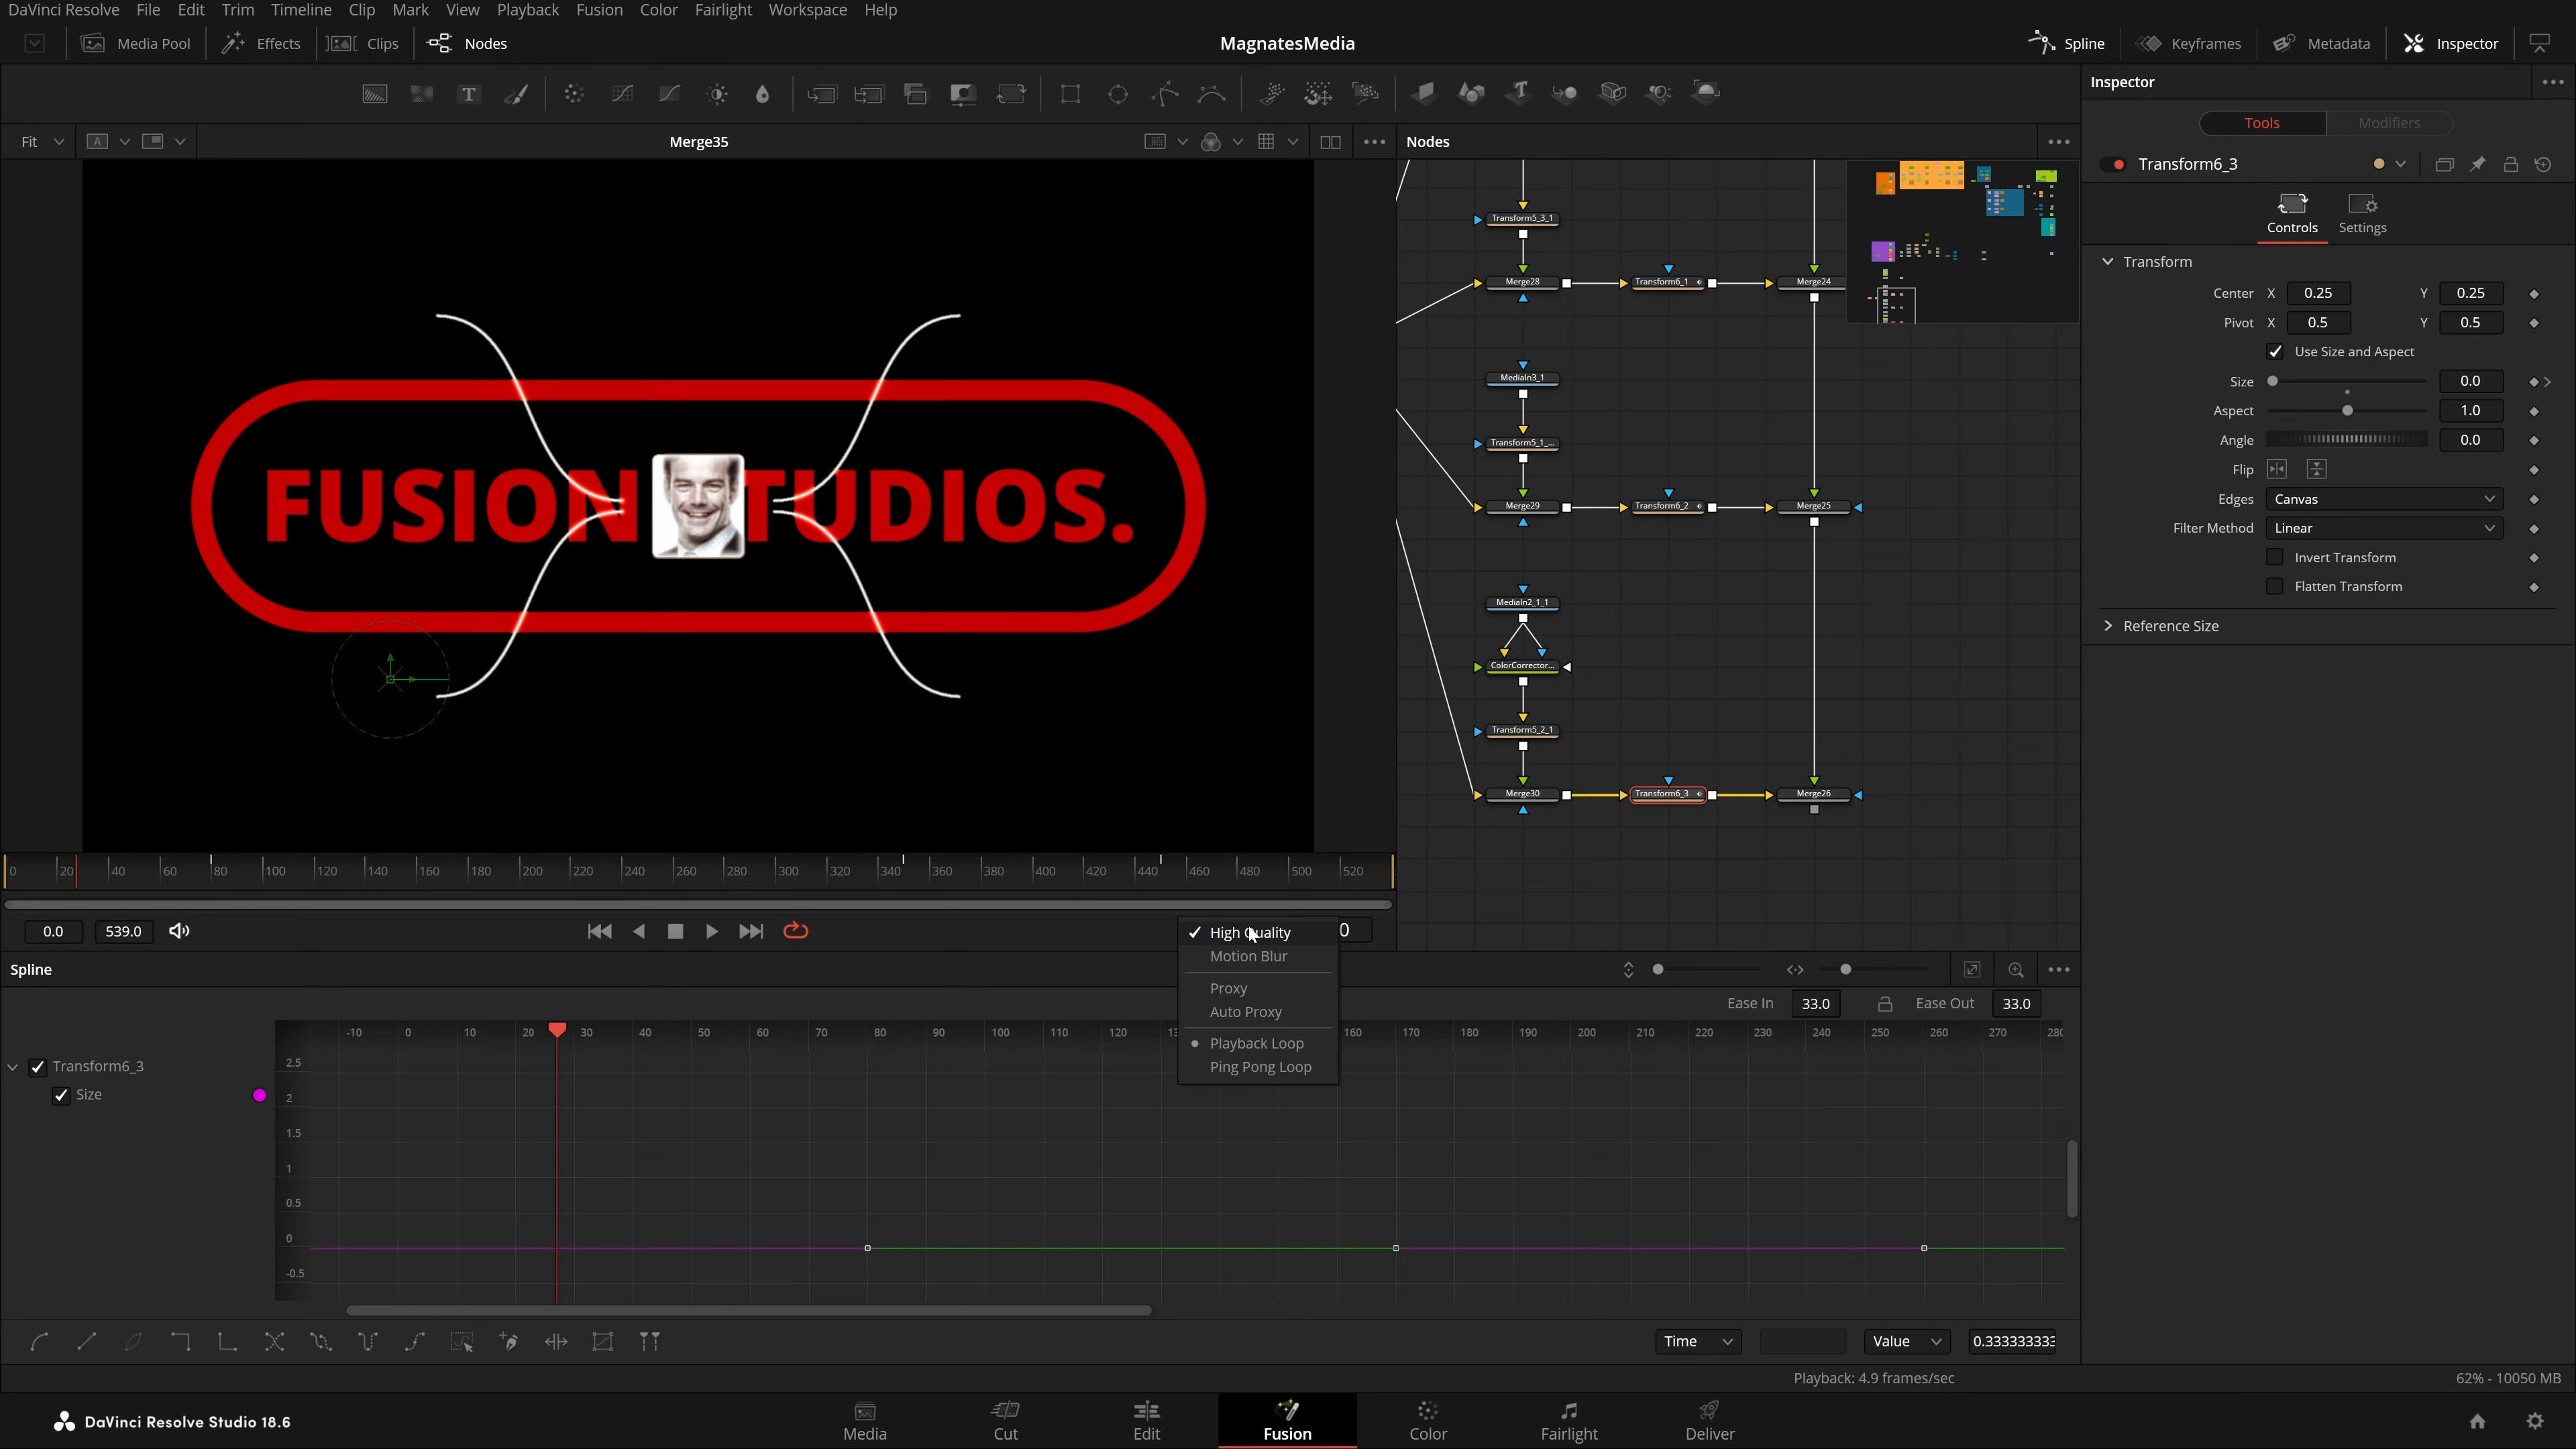 DaVinci Resolve File Edit Trim Timeline Clip Mark View Playback Fusion Color Fairlight Workspace Help
Media Pool Effects Clips Nodes MagnatesMedia Spline Keyframes Metadata Inspector
Inspector
Tools Modifiers
Fit A Merge35 Nodes
Transform6_3
Controls Settings
Transform
Center X 0.25 Y 0.25
Pivot X 0.5 Y 0.5
Use Size and Aspect
Size 0.0
Aspect 1.0
Angle 0.0
Flip
Edges Canvas
Filter Method Linear
Invert Transform
Flatten Transform
Reference Size
FUSION TUDIOS.
Transform5_3_1
Merge28 Transform6_1 Merge24
MediaIn3_1
Transform5_1_...
Merge29 Transform6_2 Merge25
MediaIn2_1_1
ColorCorrector...
Transform5_2_1
Merge30 Transform6_3 Merge26
0 20 40 60 80 100 120 140 160 180 200 220 240 260 280 300 320 340 360 380 400 420 440 460 480 500 520
0.0 539.0 0
High Quality
Motion Blur
Proxy
Auto Proxy
Playback Loop
Ping Pong Loop
Spline
Ease In 33.0 Ease Out 33.0
-10 0 10 20 30 40 50 60 70 80 90 100 110 120 160 170 180 190 200 210 220 230 240 250 260 270 280
Transform6_3
Size
2.5
2
1.5
1
0.5
0
-0.5
Time Value 0.333333333
Playback: 4.9 frames/sec 62% - 10050 MB
DaVinci Resolve Studio 18.6
Media Cut Edit Fusion Color Fairlight Deliver